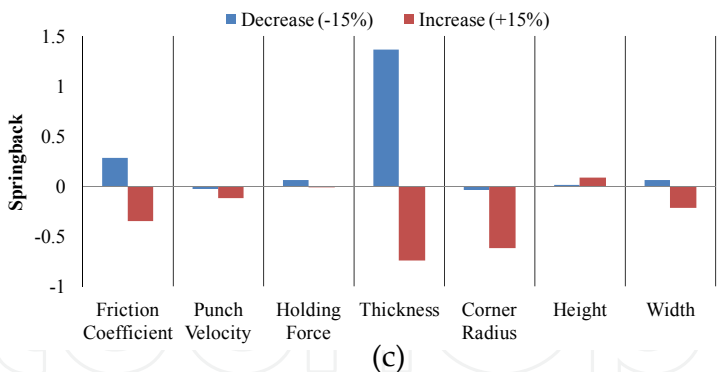 Decrease (-15%) Increase (+15%)
1.5
1
0.5
0
-0.5
-1
Springback
Friction Coefficient
Punch Velocity
Holding Force
Thickness
Corner Radius
Height
Width
(c)